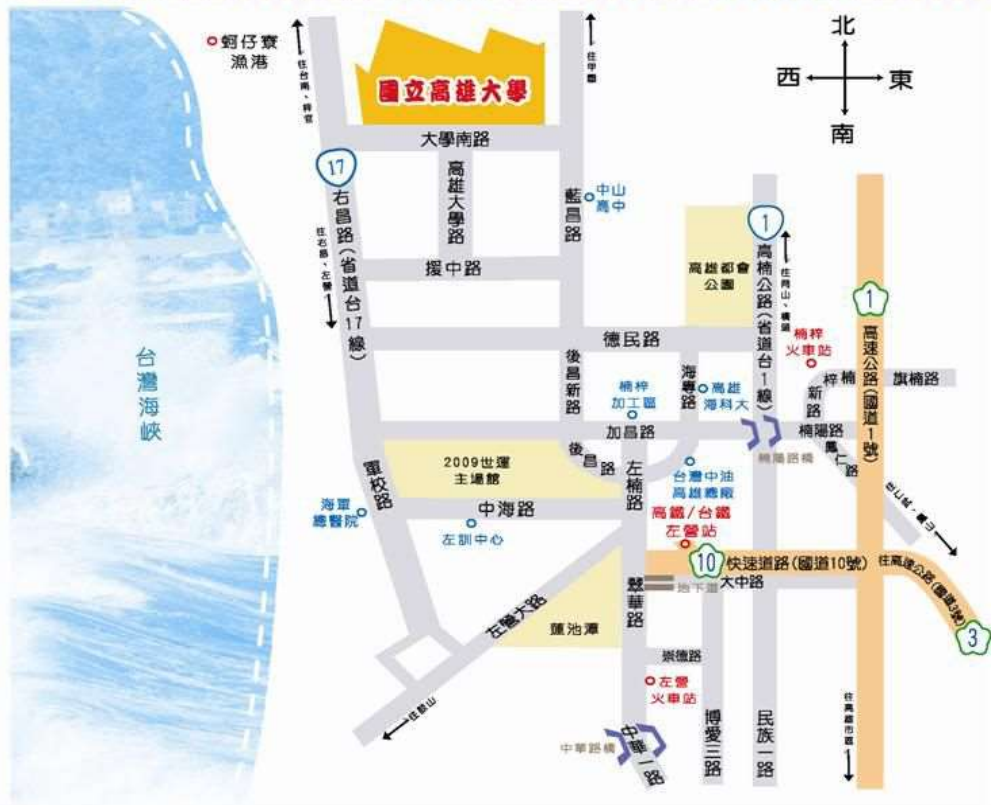 北
西
東
南
蚵仔寮
漁港
往台南、梓官
國立高雄大學
往中壇
大學南路
17
右昌路(省道台17線)
往右昌、左營
高雄大學路
藍昌路
中山
高中
援中路
高雄都會
公園
1
高楠公路(省道台1線)
往岡山、橋頭
1
高速公路(國道1號)
德民路
楠梓
火車站
台灣海峽
後昌新路
海專路
楠梓
加工區
高雄
海科大
楠梓新路
旗楠路
加昌路
楠陽路
楠陽路橋
鳳仁路
後昌路
左楠路
2009世運
主場館
台灣中油
高雄總廠
軍校路
海軍
總醫院
中海路
左訓中心
高鐵/台鐵
左營站
10
快速道路(國道10號)
往高速公路(國道3號)
3
大中路
地下道
翠華路
左營大路
蓮池潭
崇德路
左營
火車站
博愛三路
民族一路
往高雄市區
中華路橋
中華一路